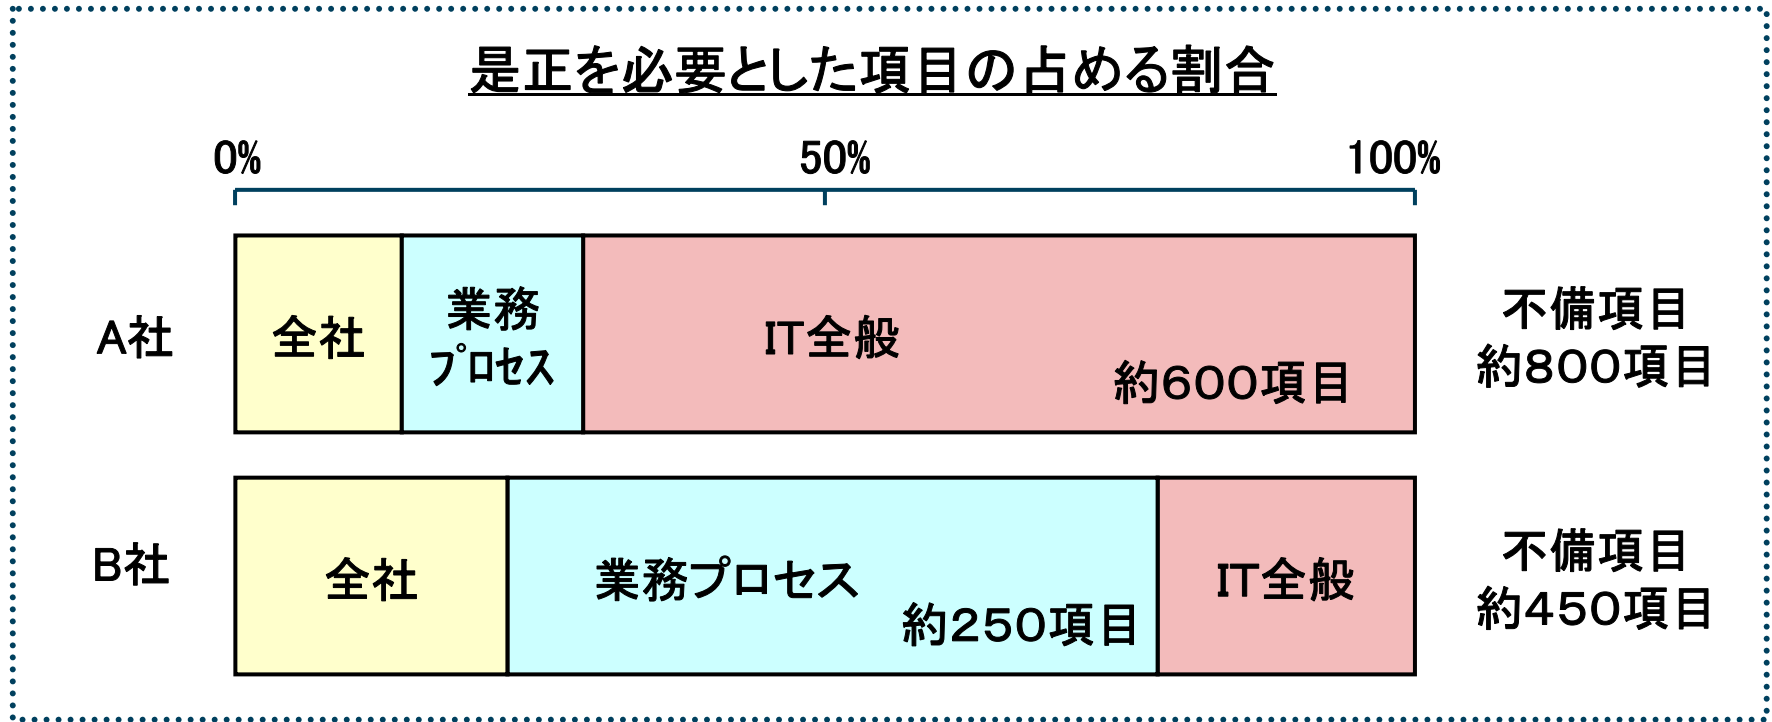 是正を必要とした項目の占める割合
0%
50%
100%
A社
全社
業務
プロセス
IT全般
約600項目
不備項目
約800項目
B社
全社
業務プロセス
約250項目
IT全般
不備項目
約450項目